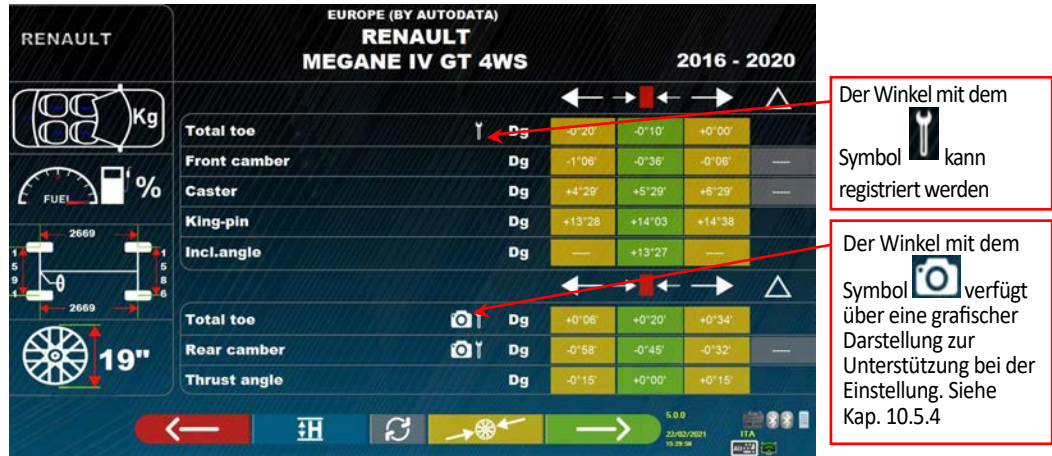 RENAULT
EUROPE (BY AUTODATA)
RENAULT
MEGANE IV GT 4WS
2016 - 2020
Kg
Total toe Dg -0°20' -0°10' +0°00'
Front camber Dg -1°06' -0°36' -0°06' -----
Caster Dg +4°29' +5°29' +6°29' -----
King-pin Dg +13°28 +14°03 +14°38
Incl.angle Dg ----- +13°27 -----
FUEL %
2669
1594
1586
2669
Total toe Dg +0°06' +0°20' +0°34'
Rear camber Dg -0°58' -0°45' -0°32' -----
Thrust angle Dg -0°15' +0°00' +0°15'
19"
H
5.0.0
22/02/2021
15:29:56
ITA
Der Winkel mit dem
Symbol kann
registriert werden
Der Winkel mit dem
Symbol verfügt
über eine grafischer
Darstellung zur
Unterstützung bei der
Einstellung. Siehe
Kap. 10.5.4